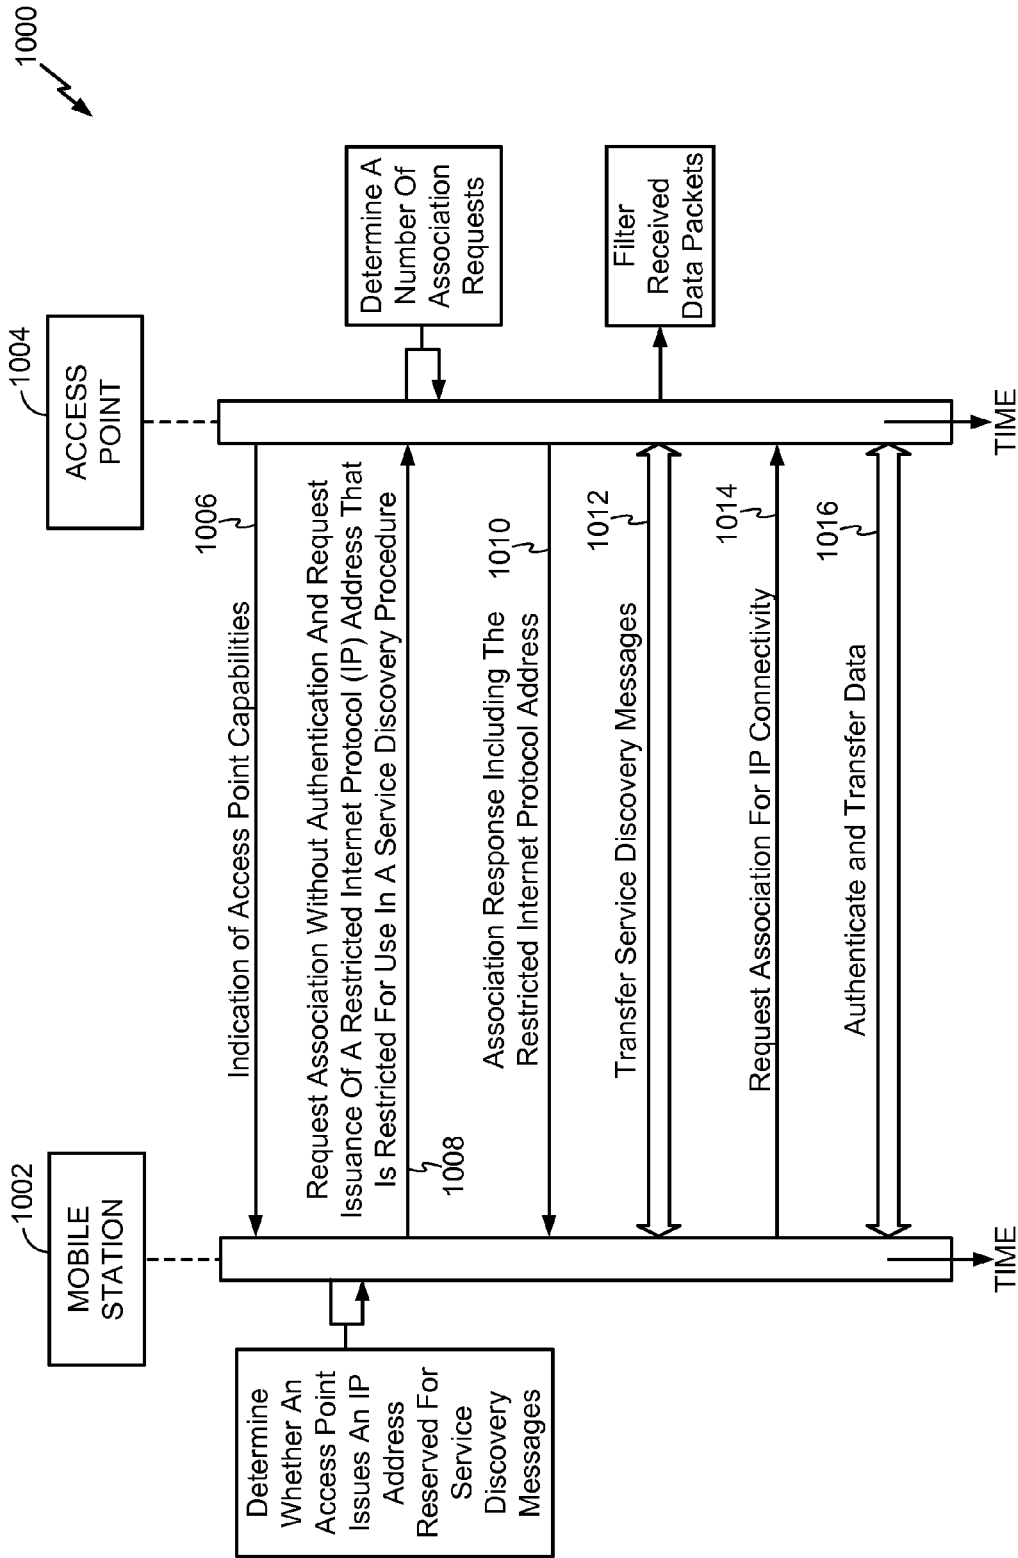 1000
1002
MOBILE
STATION
1004
ACCESS
POINT
Indication of Access Point Capabilities
1006
Determine
Whether An
Access Point
Issues An IP
Address
Reserved For
Service
Discovery
Messages
Request Association Without Authentication And Request
Issuance Of A Restricted Internet Protocol (IP) Address That
Is Restricted For Use In A Service Discovery Procedure
1008
Determine A
Number Of
Association
Requests
Association Response Including The
Restricted Internet Protocol Address
1010
Transfer Service Discovery Messages
1012
Filter
Received
Data Packets
Request Association For IP Connectivity
1014
Authenticate and Transfer Data
1016
TIME
TIME